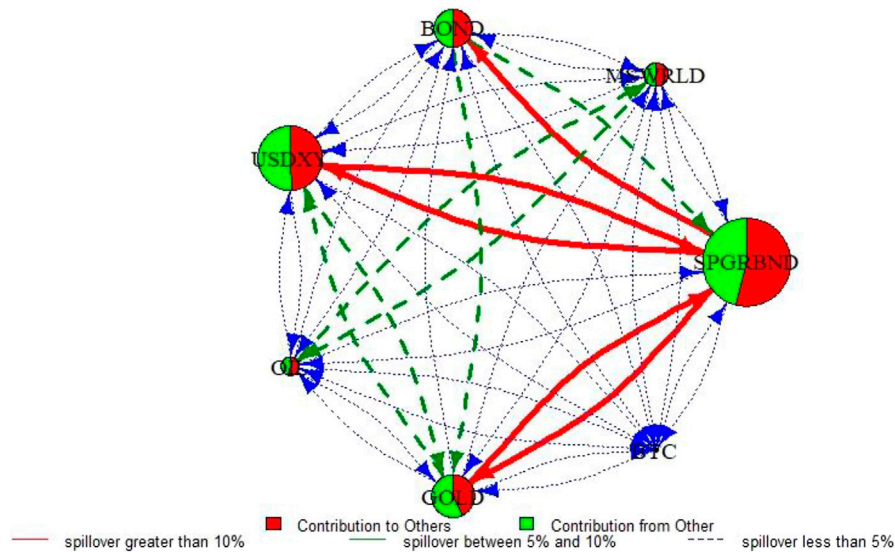 BOND
MSWRLD
USDXY
SPGRBND
OIL
BTC
GOLD
Contribution to Others
Contribution from Other
spillover greater than 10%
spillover between 5% and 10%
spillover less than 5%